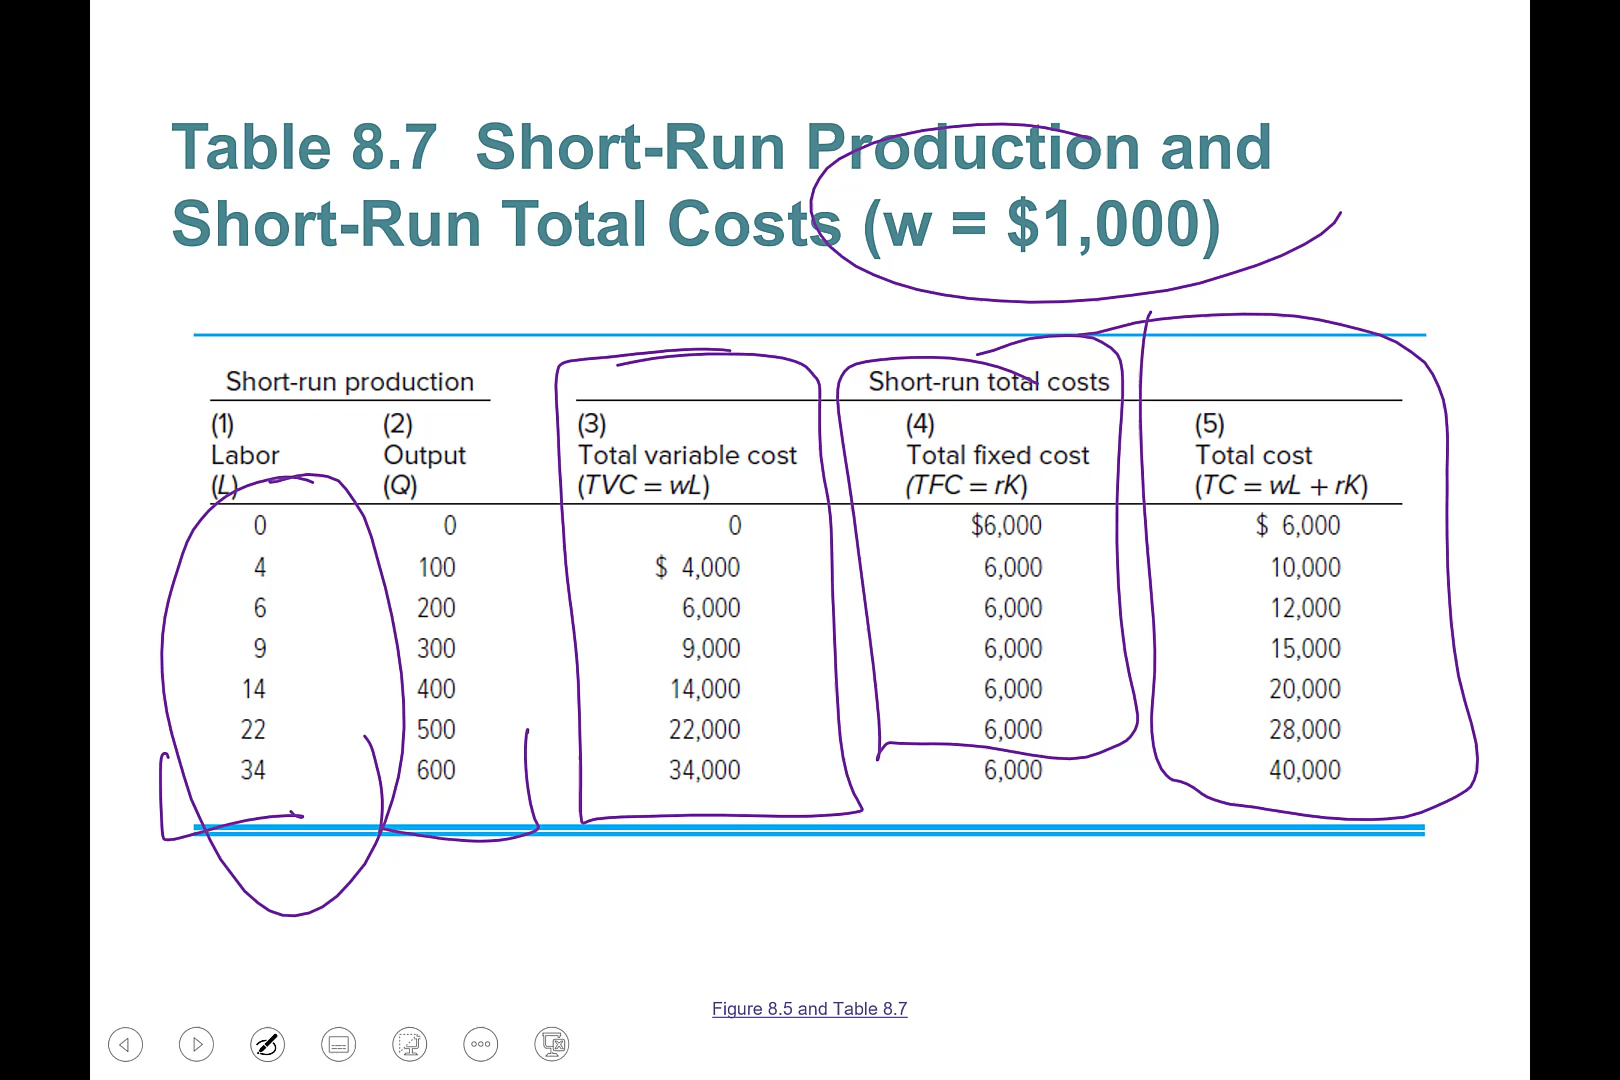 Table 8.7  Short-Run Production and
Short-Run Total Costs (w = $1,000)
Short-run production Short-run total costs
(1) (2) (3) (4) (5)
Labor Output Total variable cost Total fixed cost Total cost
(L) (Q) (TVC = wL) (TFC = rK) (TC = wL + rK)
0 0 0 $6,000 $ 6,000
4 100 $ 4,000 6,000 10,000
6 200 6,000 6,000 12,000
9 300 9,000 6,000 15,000
14 400 14,000 6,000 20,000
22 500 22,000 6,000 28,000
34 600 34,000 6,000 40,000
Figure 8.5 and Table 8.7